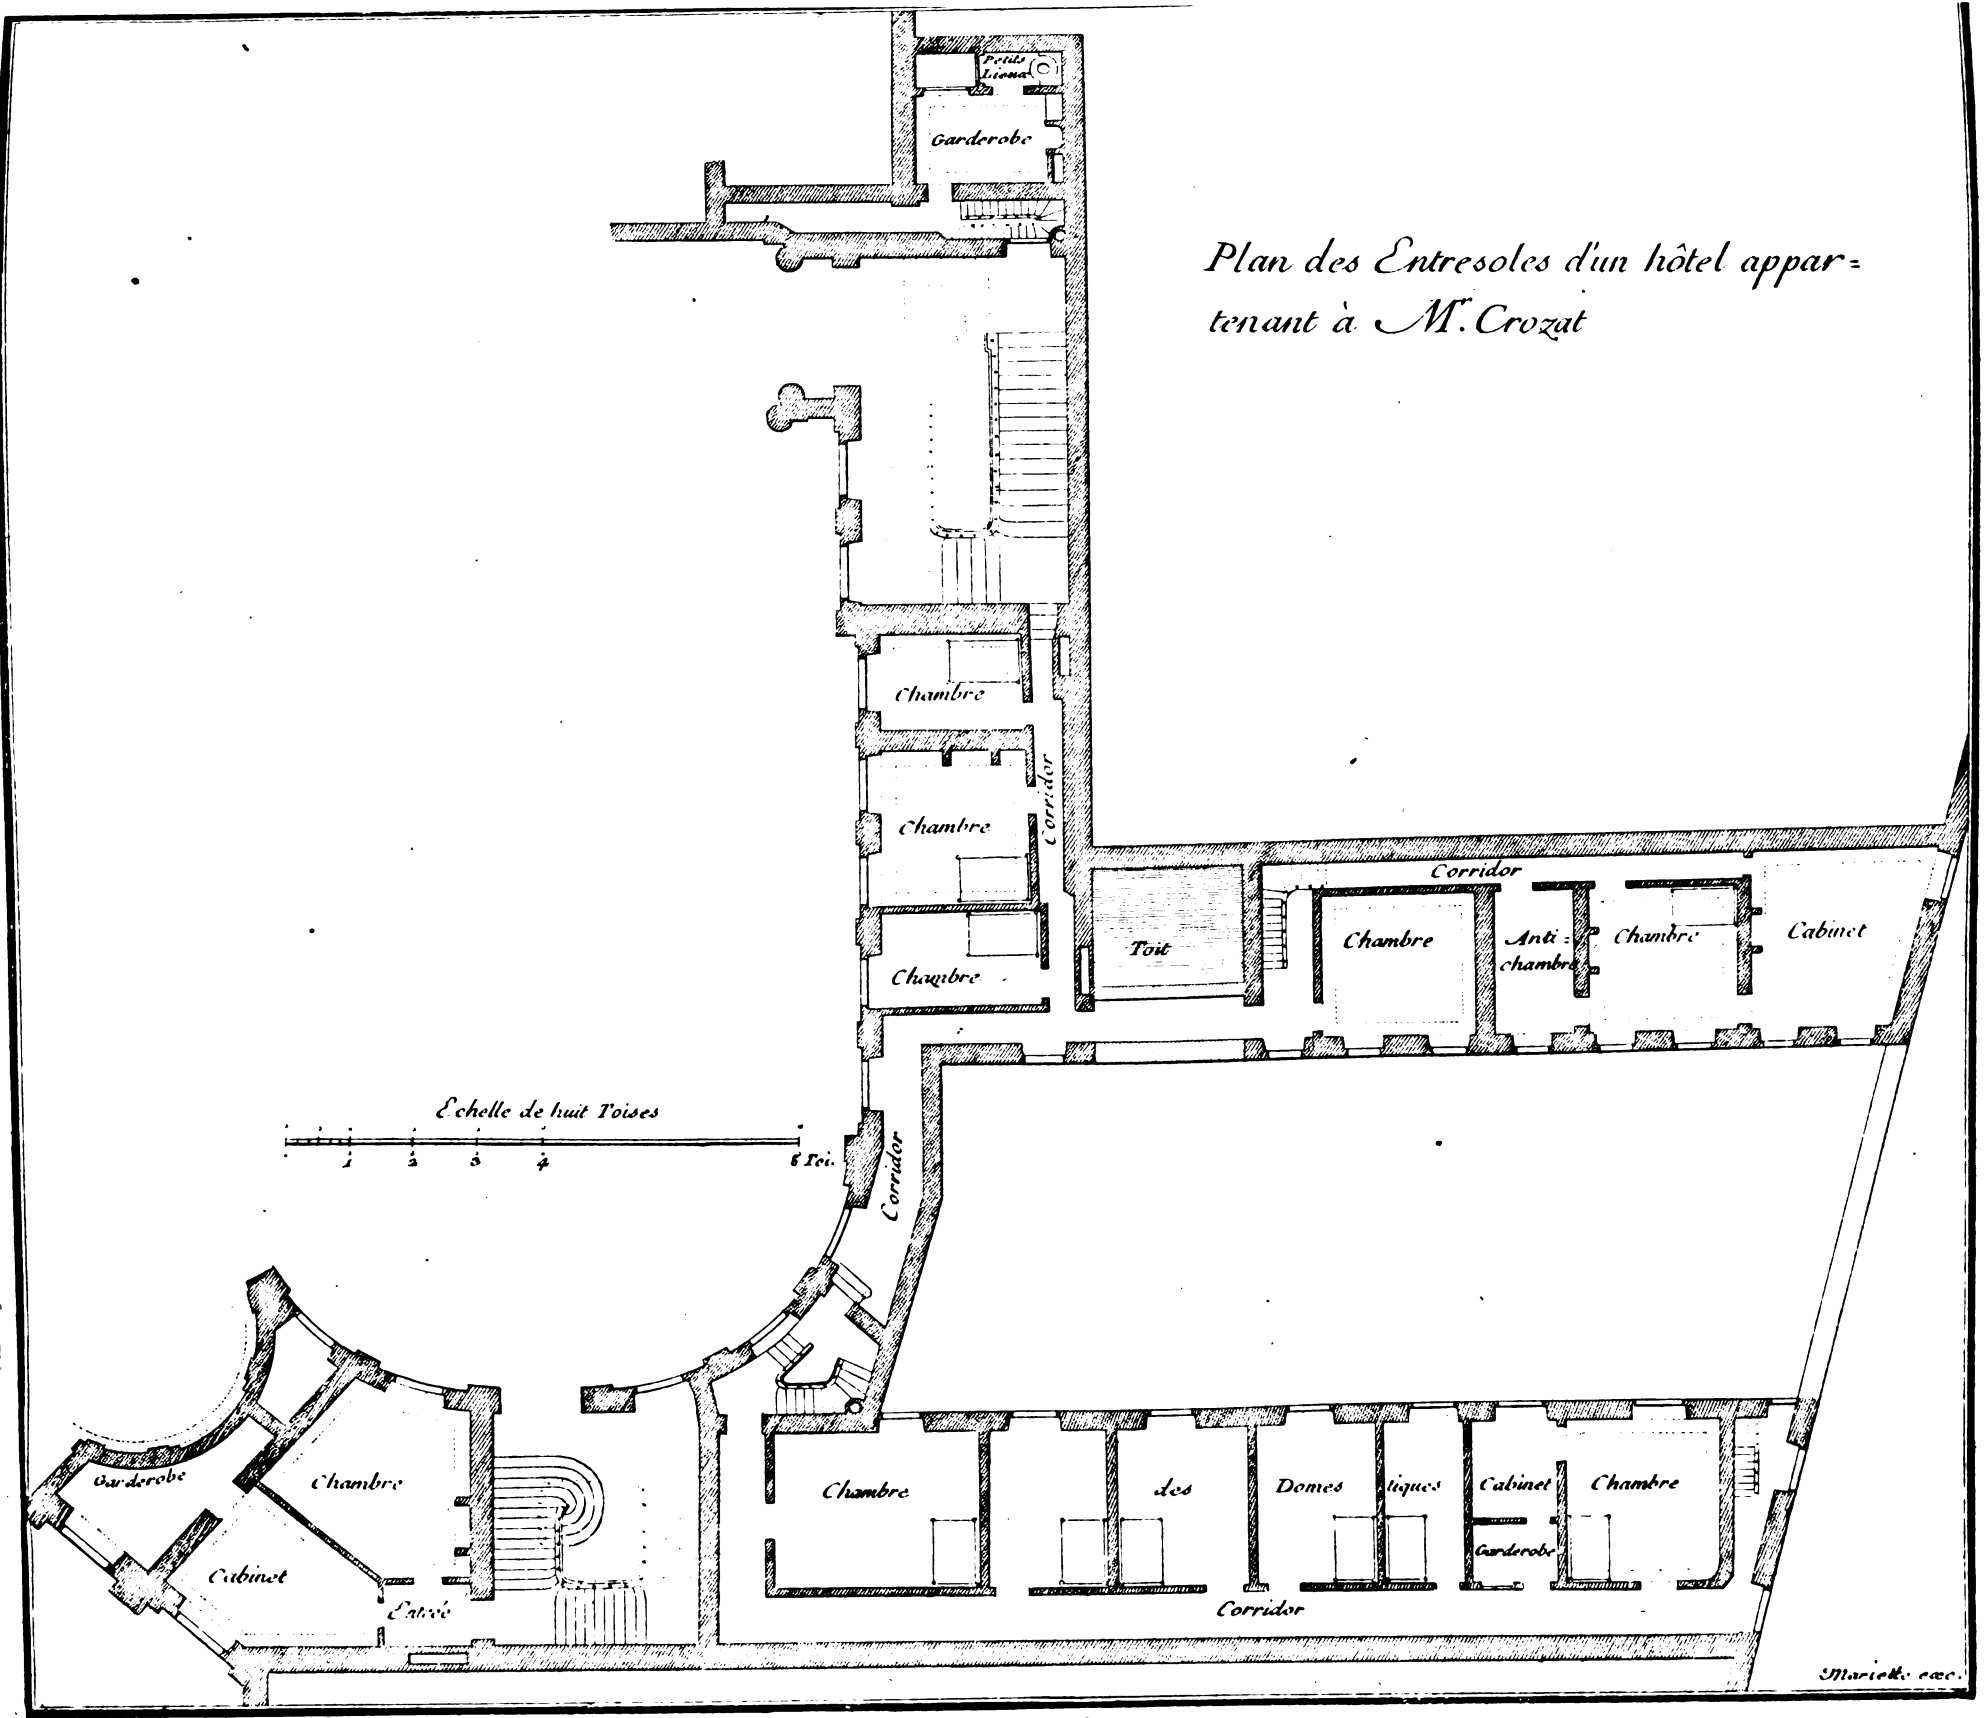 Petits
Lieux
Garderobe
Plan des Entresoles d'un hôtel appar=
tenant à Mr. Crozat
Chambre
Corridor
Chambre
Chambre
Toit
Corridor
Chambre
Anti=
chambre
Chambre
Cabinet
Echelle de huit Toises
1 2 3 4 8 Toi.
Corridor
Garderobe
Chambre
Cabinet
Entrée
Chambre
des
Domes
tiques
Cabinet
Chambre
Garderobe
Corridor
Mariette exc.